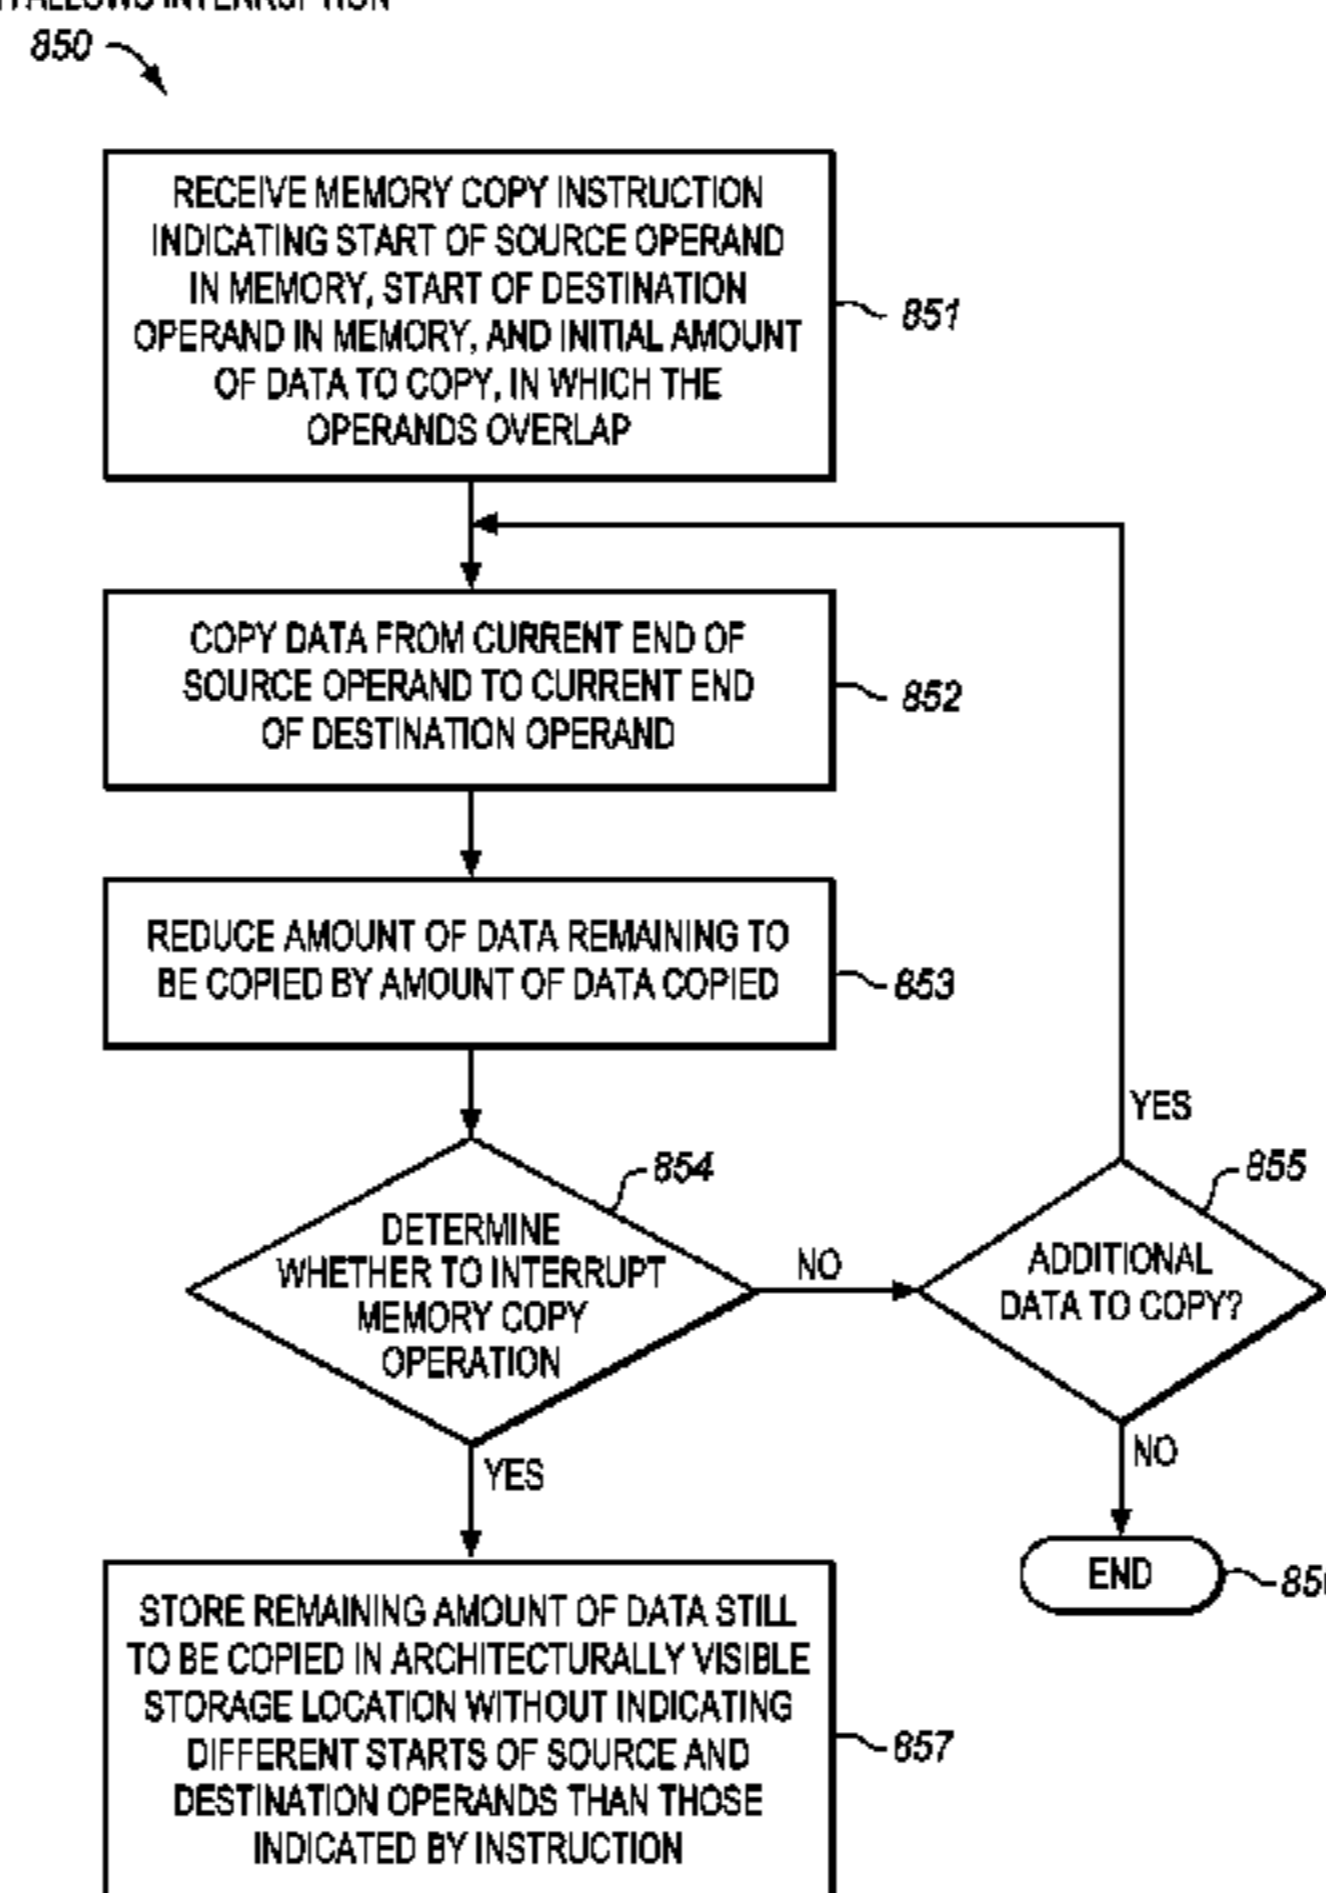 ALLOWS INTERRUPTION
850
RECEIVE MEMORY COPY INSTRUCTION
INDICATING START OF SOURCE OPERAND
IN MEMORY, START OF DESTINATION
OPERAND IN MEMORY, AND INITIAL AMOUNT
OF DATA TO COPY, IN WHICH THE
OPERANDS OVERLAP
851
COPY DATA FROM CURRENT END OF
SOURCE OPERAND TO CURRENT END
OF DESTINATION OPERAND
852
REDUCE AMOUNT OF DATA REMAINING TO
BE COPIED BY AMOUNT OF DATA COPIED
853
YES
854
855
DETERMINE
WHETHER TO INTERRUPT
MEMORY COPY
OPERATION
NO
ADDITIONAL
DATA TO COPY?
YES
NO
END
STORE REMAINING AMOUNT OF DATA STILL
TO BE COPIED IN ARCHITECTURALLY VISIBLE
STORAGE LOCATION WITHOUT INDICATING
DIFFERENT STARTS OF SOURCE AND
DESTINATION OPERANDS THAN THOSE
INDICATED BY INSTRUCTION
857